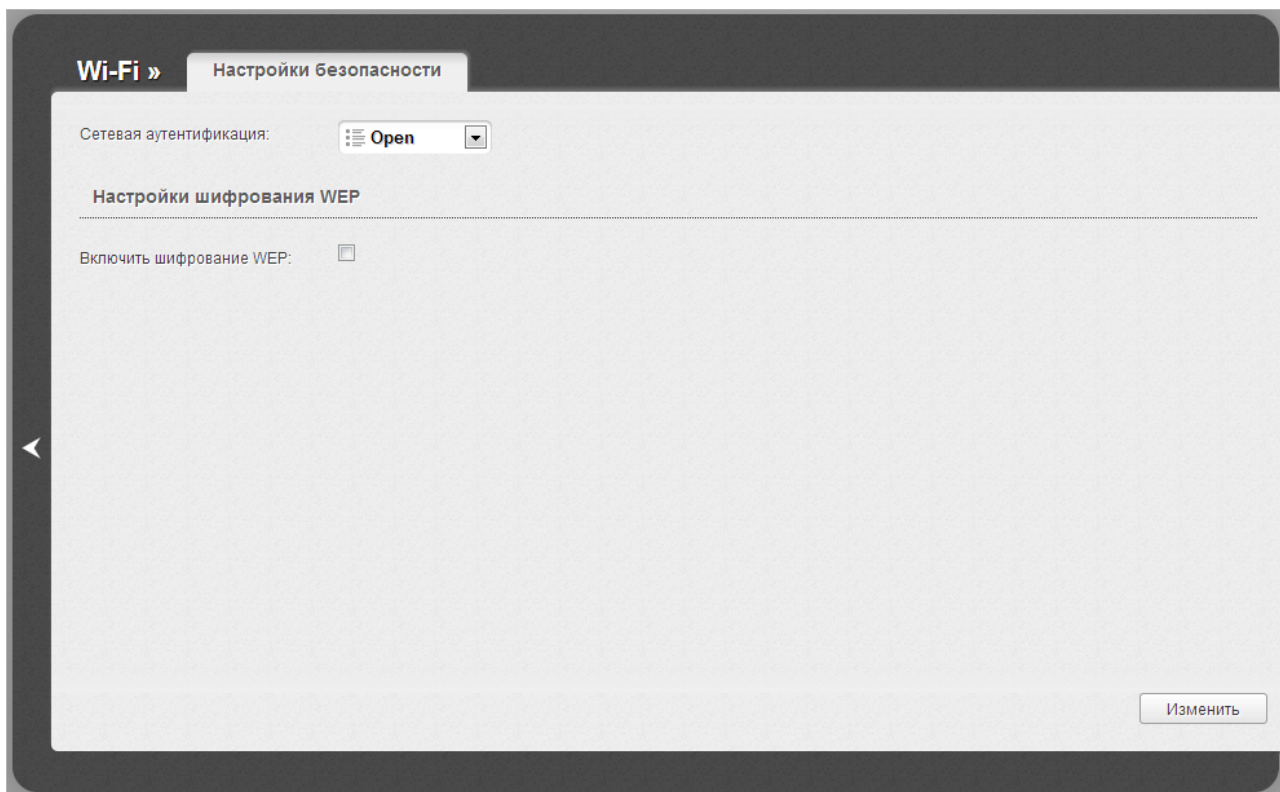 Wi-Fi » Настройки безопасности
Сетевая аутентификация: Open
Настройки шифрования WEP
Включить шифрование WEP:
Изменить